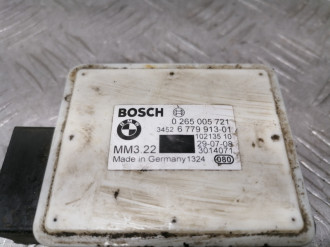 BOSCH
0 265 005 721
3452 6 779 913-01
102135 10
MM3.22 29-07-08
3014071
Made in Germany 1324 080